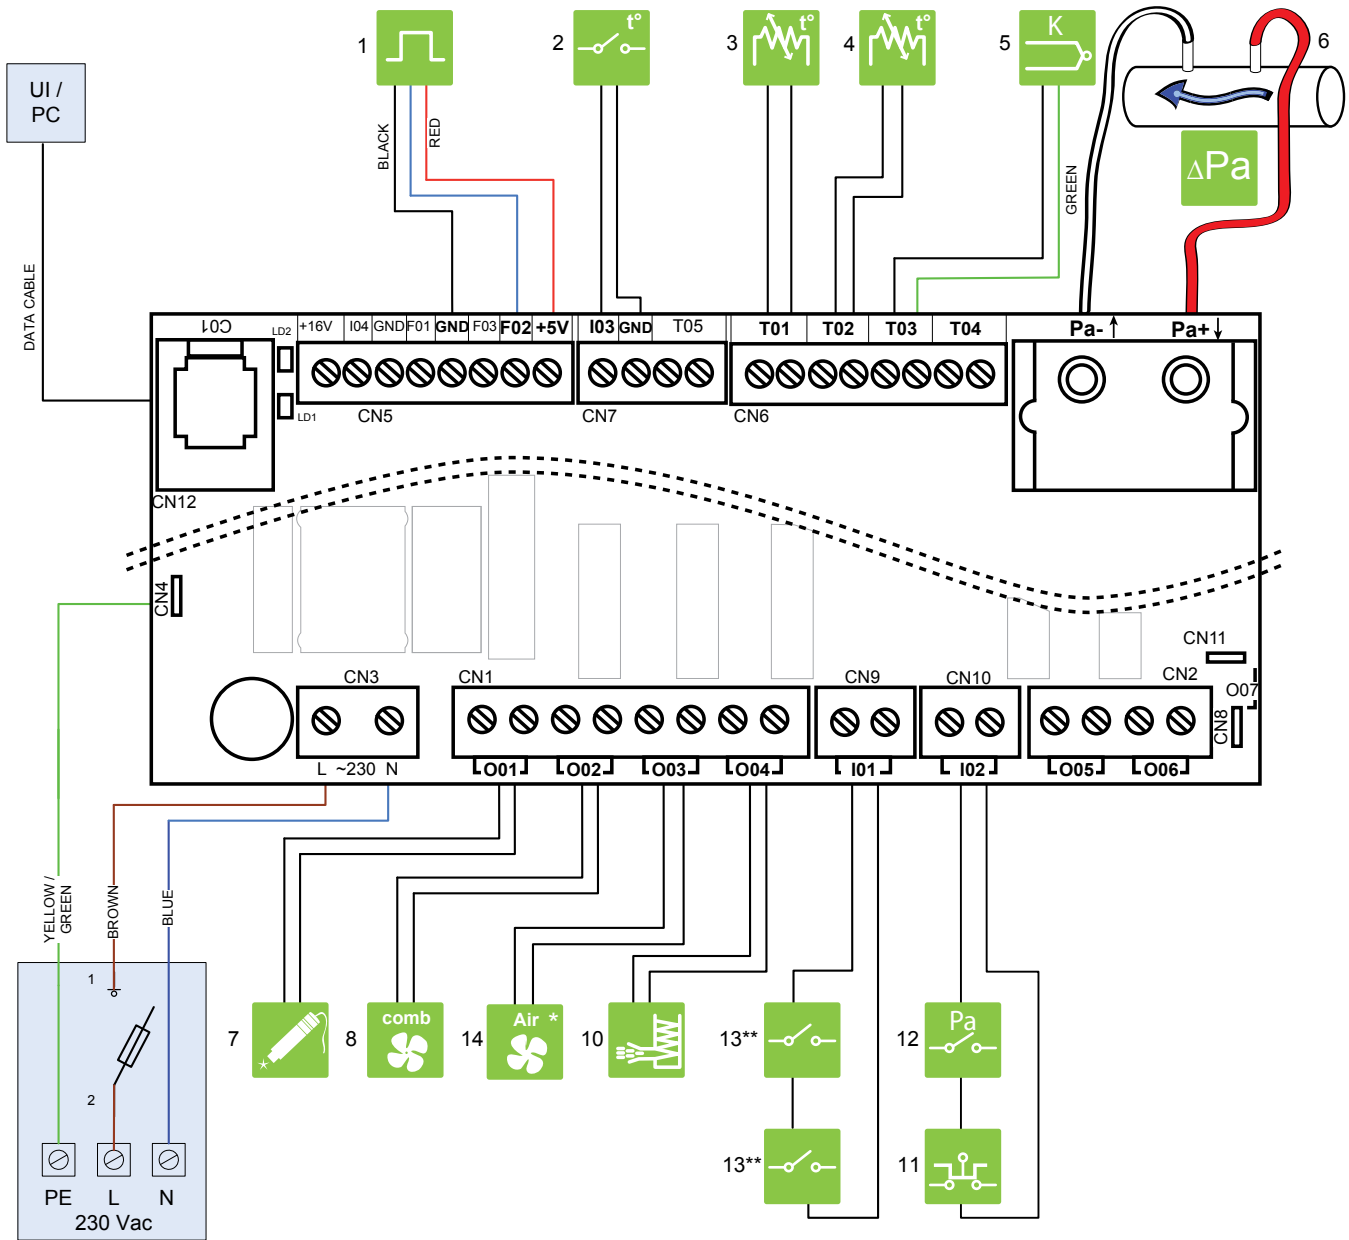 1
2
t°
3
t°
4
t°
5
K
6
UI /
PC
BLACK
RED
GREEN
ΔPa
DATA CABLE
C01
LD2
+16V
I04
GND
F01
GND
F03
F02
+5V
I03
GND
T05
T01
T02
T03
T04
Pa-
Pa+
LD1
CN5
CN7
CN6
CN12
CN4
CN11
CN3
CN1
CN9
CN10
CN2
O07
CN8
L ~230 N
O01
O02
O03
O04
I01
I02
O05
O06
YELLOW /
GREEN
BROWN
BLUE
1
2
PE
L
N
230 Vac
7
8
comb
14
Air *
10
13**
12
Pa
13**
11